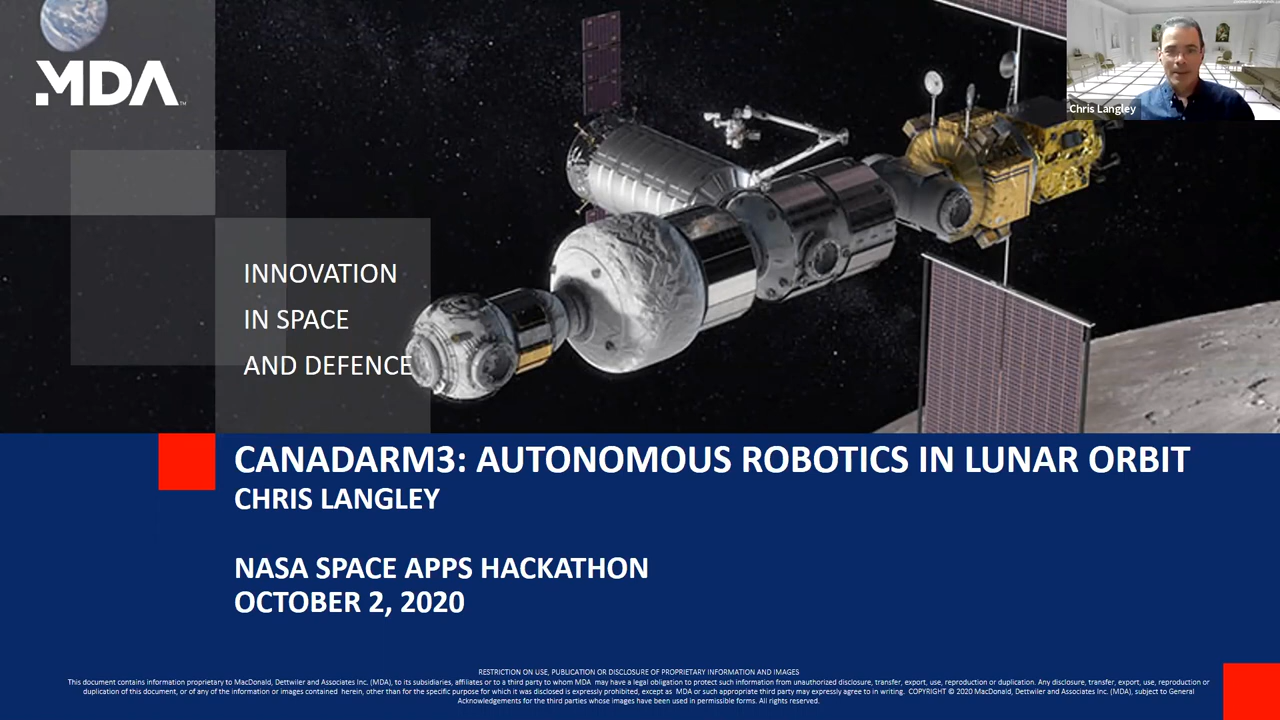 MDA
Chris Langley
INNOVATION
IN SPACE
AND DEFENCE
CANADARM3: AUTONOMOUS ROBOTICS IN LUNAR ORBIT
CHRIS LANGLEY
NASA SPACE APPS HACKATHON
OCTOBER 2, 2020
RESTRICTION ON USE, PUBLICATION OR DISCLOSURE OF PROPRIETARY INFORMATION AND IMAGES
This document contains information proprietary to MacDonald, Dettwiler and Associates Inc. (MDA), to its subsidiaries, affiliates or to a third party to whom MDA may have a legal obligation to protect such information from unauthorized disclosure, transfer, export, use, reproduction or duplication. Any disclosure, transfer, export, use, reproduction or
duplication of this document, or of any of the information or images contained herein, other than for the specific purpose for which it was disclosed is expressly prohibited, except as MDA or such appropriate third party may expressly agree to in writing. COPYRIGHT © 2020 MacDonald, Dettwiler and Associates Inc. (MDA), subject to General
Acknowledgements for the third parties whose images have been used in permissible forms. All rights reserved.